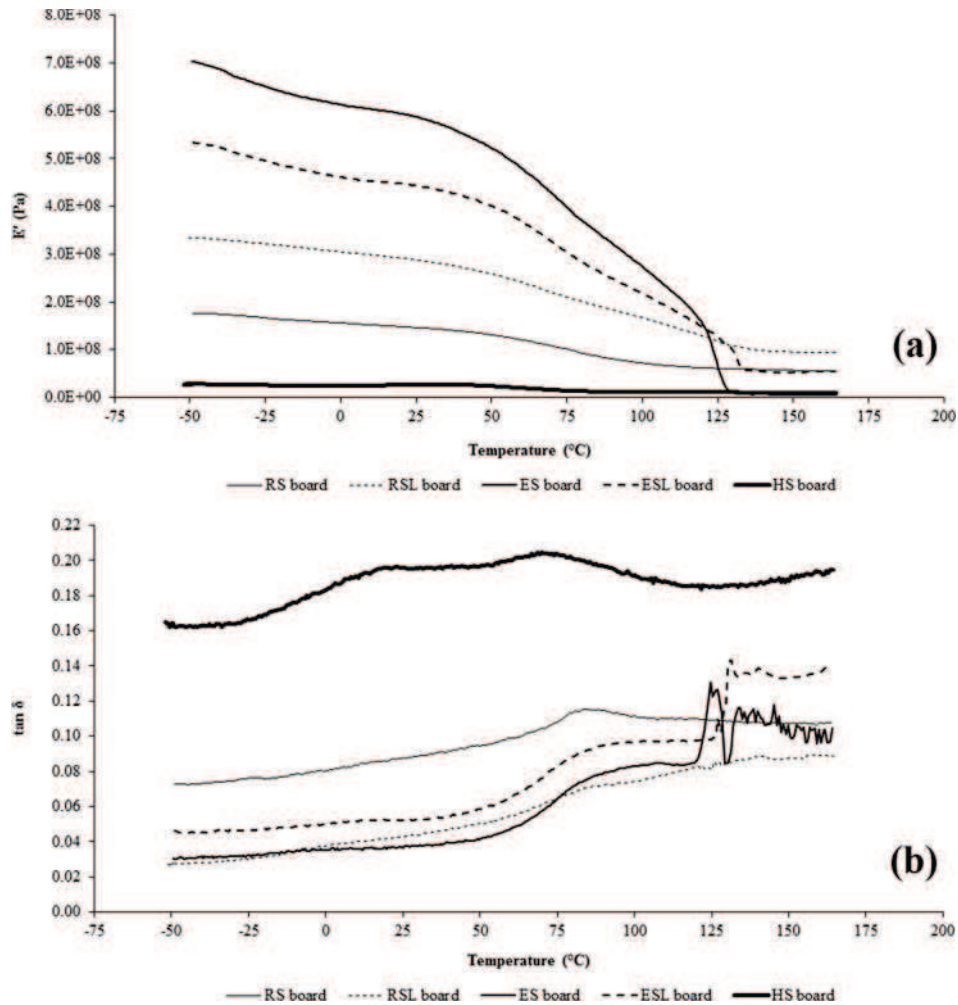 8.0E+08
7.0E+08
6.0E+08
5.0E+08
4.0E+08
3.0E+08
2.0E+08
1.0E+08
0.0E+00
E' (Pa)
-75 -50 -25 0 25 50 75 100 125 150 175 200
Temperature (°C)
(a)
RS board RSL board ES board ESL board HS board
0.22
0.20
0.18
0.16
0.14
0.12
0.10
0.08
0.06
0.04
0.02
0.00
tan δ
-75 -50 -25 0 25 50 75 100 125 150 175 200
Temperature (°C)
(b)
RS board RSL board ES board ESL board HS board